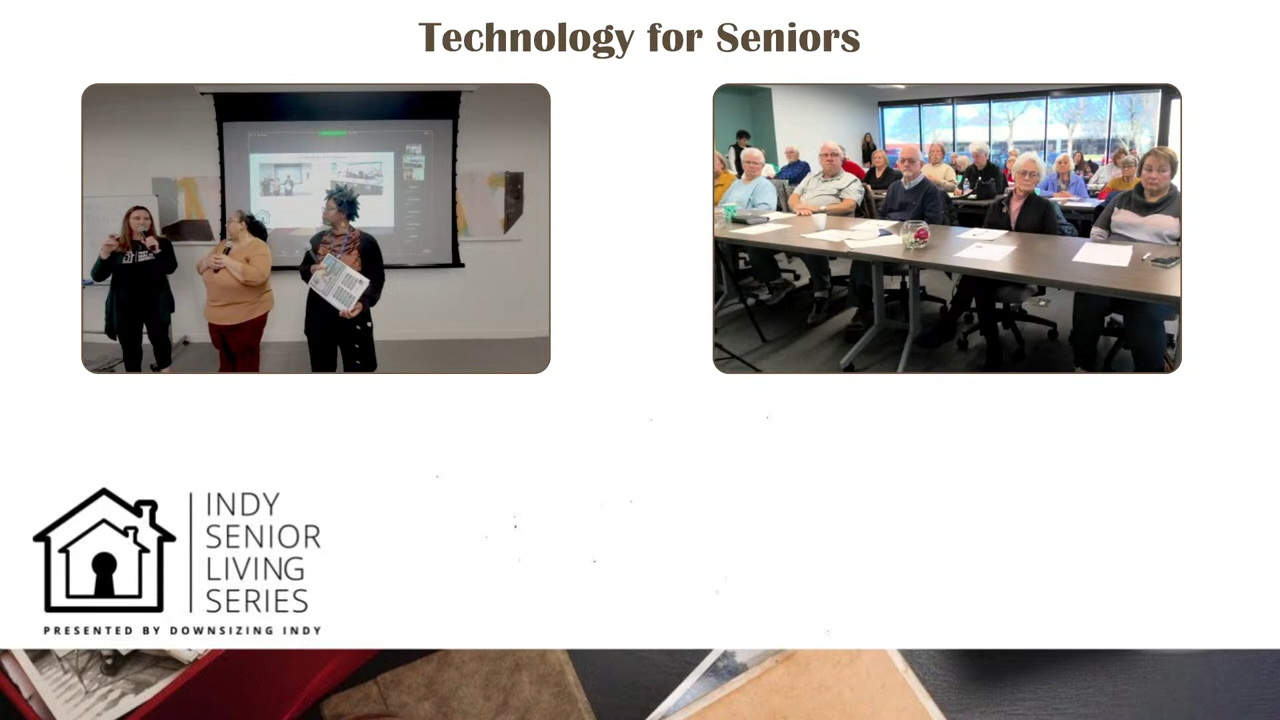 Technology for Seniors
INDY
SENIOR
LIVING
SERIES
PRESENTED BY DOWNSIZING INDY